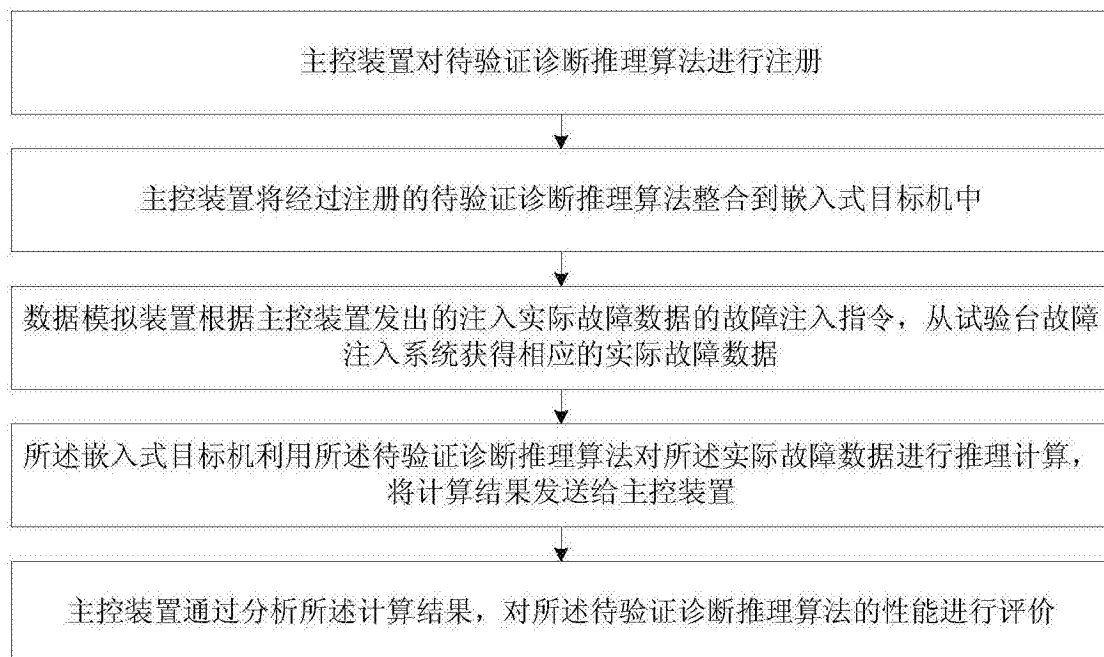 主控装置对待验证诊断推理算法进行注册
主控装置将经过注册的待验证诊断推理算法整合到嵌入式目标机中
数据模拟装置根据主控装置发出的注入实际故障数据的故障注入指令，从试验台故障
注入系统获得相应的实际故障数据
所述嵌入式目标机利用所述待验证诊断推理算法对所述实际故障数据进行推理计算，
将计算结果发送给主控装置
主控装置通过分析所述计算结果，对所述待验证诊断推理算法的性能进行评价